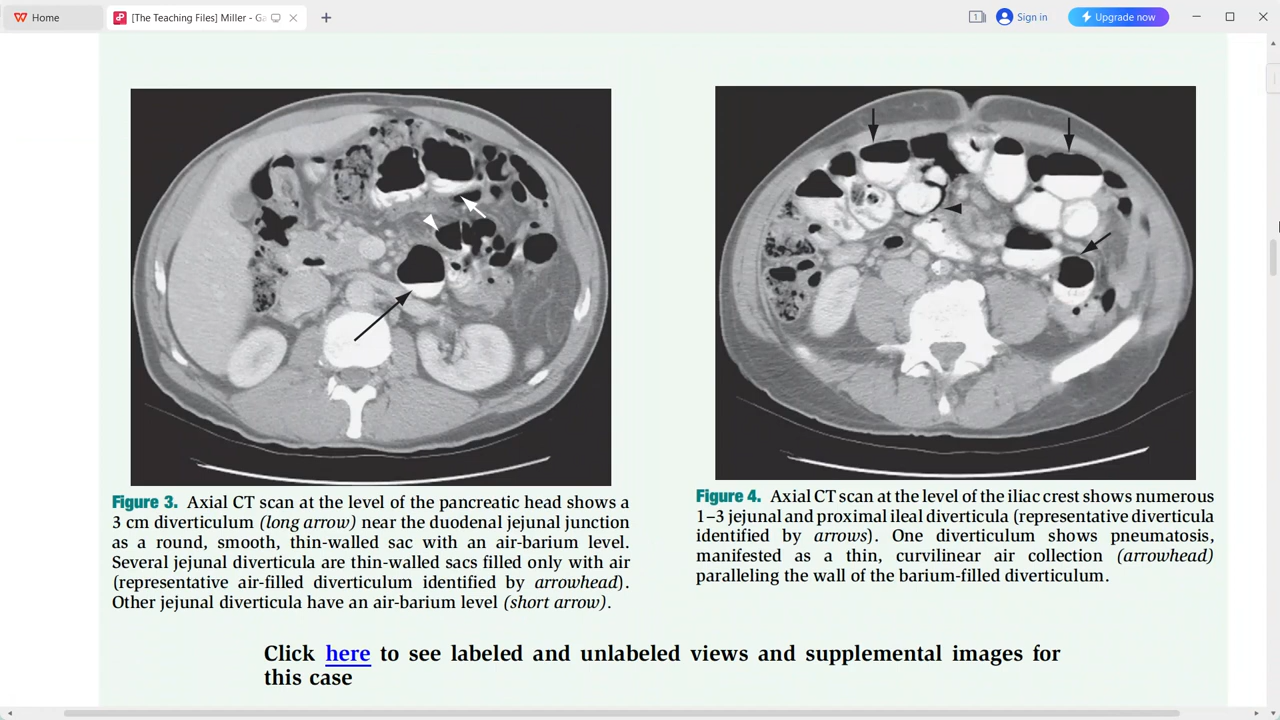 Home
[The Teaching Files] Miller - Ga
1
Sign in
Upgrade now
Figure 3. Axial CT scan at the level of the pancreatic head shows a
3 cm diverticulum (long arrow) near the duodenal jejunal junction
as a round, smooth, thin-walled sac with an air-barium level.
Several jejunal diverticula are thin-walled sacs filled only with air
(representative air-filled diverticulum identified by arrowhead).
Other jejunal diverticula have an air-barium level (short arrow).
Figure 4. Axial CT scan at the level of the iliac crest shows numerous
1–3 jejunal and proximal ileal diverticula (representative diverticula
identified by arrows). One diverticulum shows pneumatosis,
manifested as a thin, curvilinear air collection (arrowhead)
paralleling the wall of the barium-filled diverticulum.
Click here to see labeled and unlabeled views and supplemental images for
this case